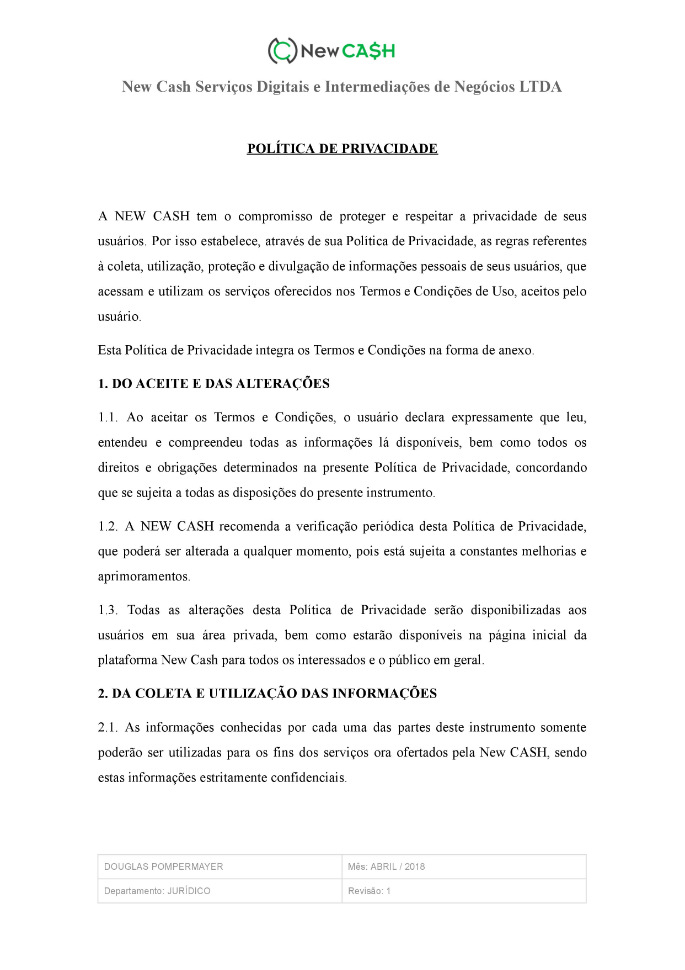 New CA$H
New Cash Serviços Digitais e Intermediações de Negócios LTDA
POLÍTICA DE PRIVACIDADE
A NEW CASH tem o compromisso de proteger e respeitar a privacidade de seus
usuários. Por isso estabelece, através de sua Política de Privacidade, as regras referentes
à coleta, utilização, proteção e divulgação de informações pessoais de seus usuários, que
acessam e utilizam os serviços oferecidos nos Termos e Condições de Uso, aceitos pelo
usuário.
Esta Política de Privacidade integra os Termos e Condições na forma de anexo.
1. DO ACEITE E DAS ALTERAÇÕES
1.1. Ao aceitar os Termos e Condições, o usuário declara expressamente que leu,
entendeu e compreendeu todas as informações lá disponíveis, bem como todos os
direitos e obrigações determinados na presente Política de Privacidade, concordando
que se sujeita a todas as disposições do presente instrumento.
1.2. A NEW CASH recomenda a verificação periódica desta Política de Privacidade,
que poderá ser alterada a qualquer momento, pois está sujeita a constantes melhorias e
aprimoramentos.
1.3. Todas as alterações desta Política de Privacidade serão disponibilizadas aos
usuários em sua área privada, bem como estarão disponíveis na página inicial da
plataforma New Cash para todos os interessados e o público em geral.
2. DA COLETA E UTILIZAÇÃO DAS INFORMAÇÕES
2.1. As informações conhecidas por cada uma das partes deste instrumento somente
poderão ser utilizadas para os fins dos serviços ora ofertados pela New CASH, sendo
estas informações estritamente confidenciais.
DOUGLAS POMPERMAYER
Mês: ABRIL / 2018
Departamento: JURÍDICO
Revisão: 1